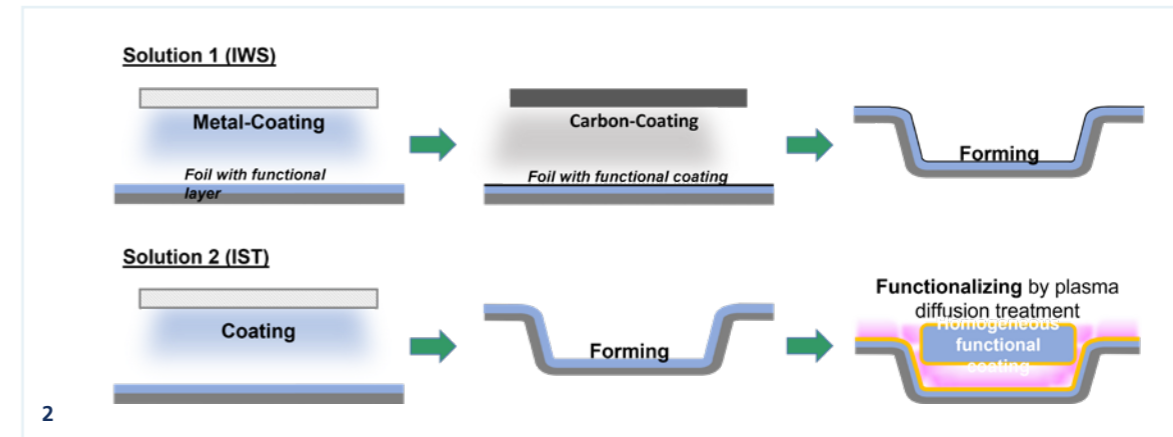 Solution 1 (IWS)
Metal-Coating
Foil with functional
layer
Carbon-Coating
Foil with functional coating
Forming
Solution 2 (IST)
Coating
Forming
Functionalizing by plasma
diffusion treatment
Homogeneous
functional
coating
2